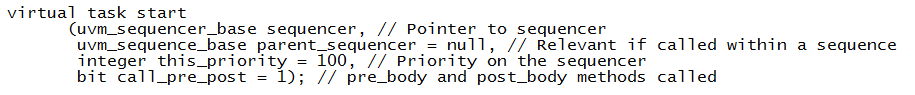 virtual task start
(uvm_sequencer_base sequencer, // Pointer to sequencer
uvm_sequence_base parent_sequencer = null, // Relevant if called within a sequence
integer this_priority = 100, // Priority on the sequencer
bit call_pre_post = 1); // pre_body and post_body methods called